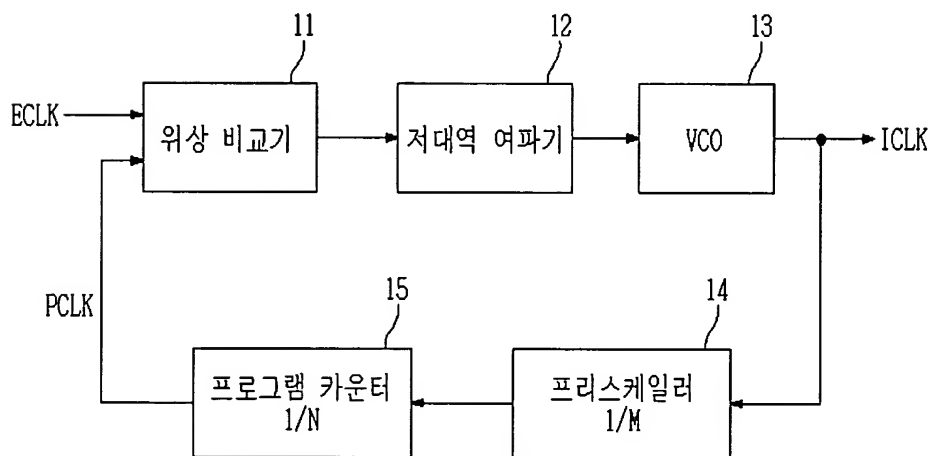 11
12
13
ECLK
위상 비교기
저대역 여파기
VCO
ICLK
PCLK
15
14
프로그램 카운터
1/N
프리스케일러
1/M